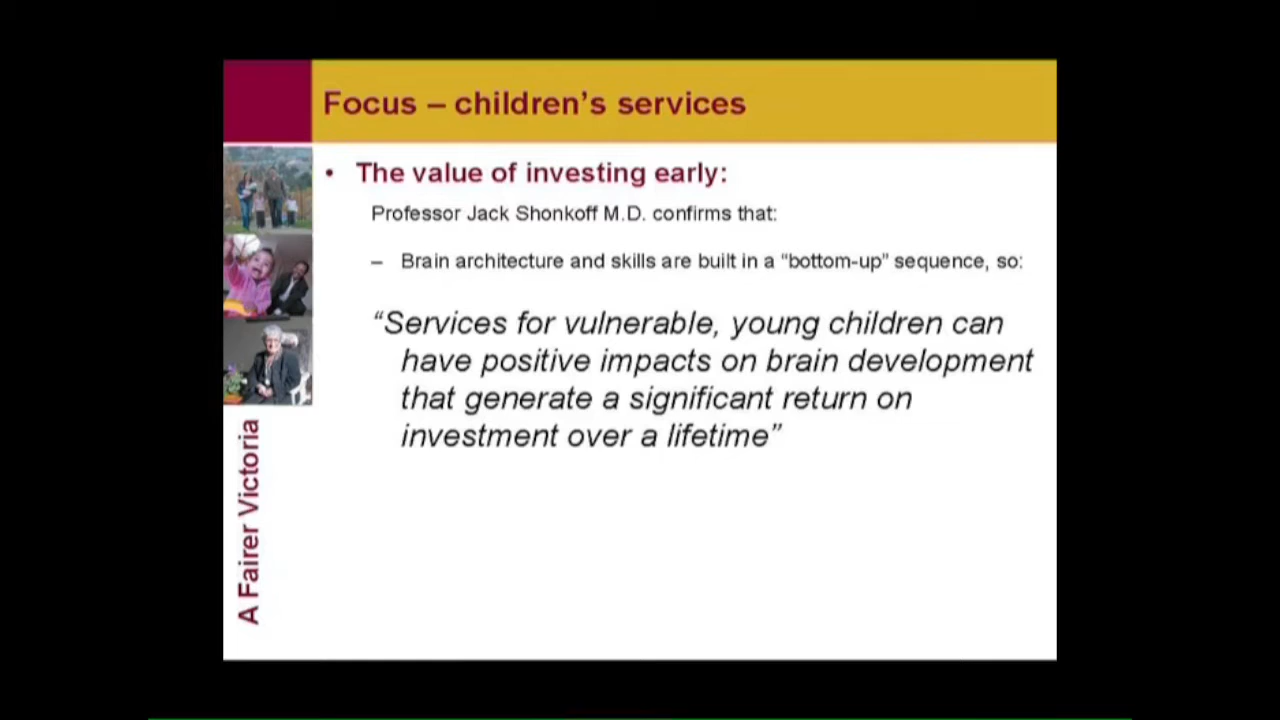 Focus – children's services
• The value of investing early:
Professor Jack Shonkoff M.D. confirms that:
– Brain architecture and skills are built in a “bottom-up” sequence, so:
“Services for vulnerable, young children can
have positive impacts on brain development
that generate a significant return on
investment over a lifetime”
A Fairer Victoria